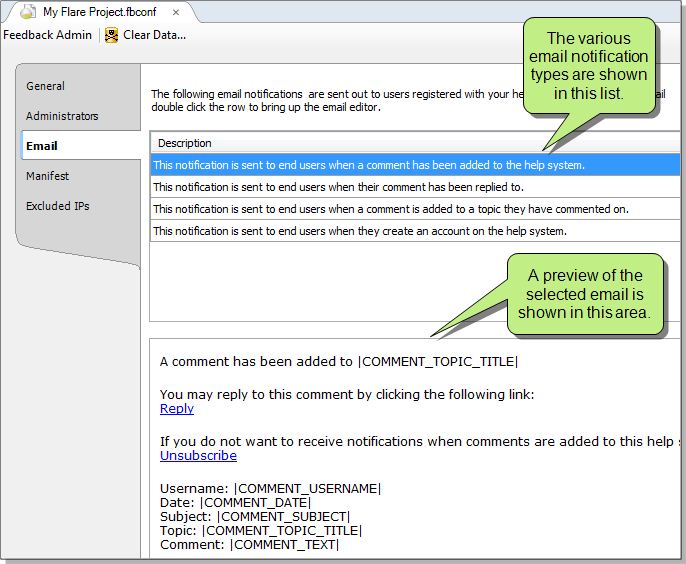 My Flare Project.fbconf ×
Feedback Admin Clear Data...
General
Administrators
Email
Manifest
Excluded IPs
The following email notifications are sent out to users registered with your he
double click the row to bring up the email editor.
The various
email notification
types are shown
in this list.
Description
This notification is sent to end users when a comment has been added to the help system.
This notification is sent to end users when their comment has been replied to.
This notification is sent to end users when a comment is added to a topic they have commented on.
This notification is sent to end users when they create an account on the help system.
A preview of the
selected email is
shown in this area.
A comment has been added to |COMMENT_TOPIC_TITLE|
You may reply to this comment by clicking the following link:
Reply
If you do not want to receive notifications when comments are added to this help s
Unsubscribe
Username: |COMMENT_USERNAME|
Date: |COMMENT_DATE|
Subject: |COMMENT_SUBJECT|
Topic: |COMMENT_TOPIC_TITLE|
Comment: |COMMENT_TEXT|